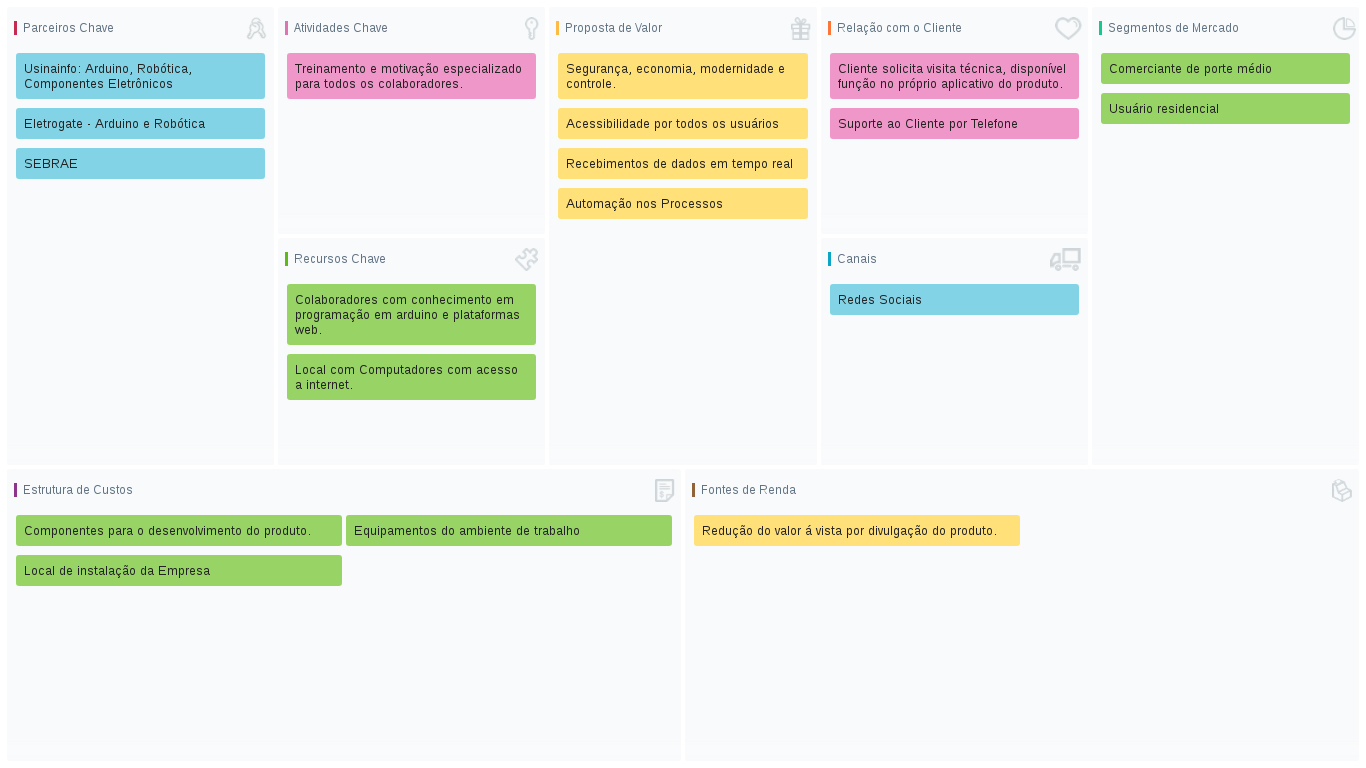 Parceiros Chave
Usinainfo: Arduino, Robótica,
Componentes Eletrônicos
Eletrogate - Arduino e Robótica
SEBRAE
Atividades Chave
Treinamento e motivação especializado
para todos os colaboradores.
Recursos Chave
Colaboradores com conhecimento em
programação em arduino e plataformas
web.
Local com Computadores com acesso
a internet.
Proposta de Valor
Segurança, economia, modernidade e
controle.
Acessibilidade por todos os usuários
Recebimentos de dados em tempo real
Automação nos Processos
Relação com o Cliente
Cliente solicita visita técnica, disponível
função no próprio aplicativo do produto.
Suporte ao Cliente por Telefone
Canais
Redes Sociais
Segmentos de Mercado
Comerciante de porte médio
Usuário residencial
Estrutura de Custos
Componentes para o desenvolvimento do produto.
Equipamentos do ambiente de trabalho
Local de instalação da Empresa
Fontes de Renda
Redução do valor á vista por divulgação do produto.